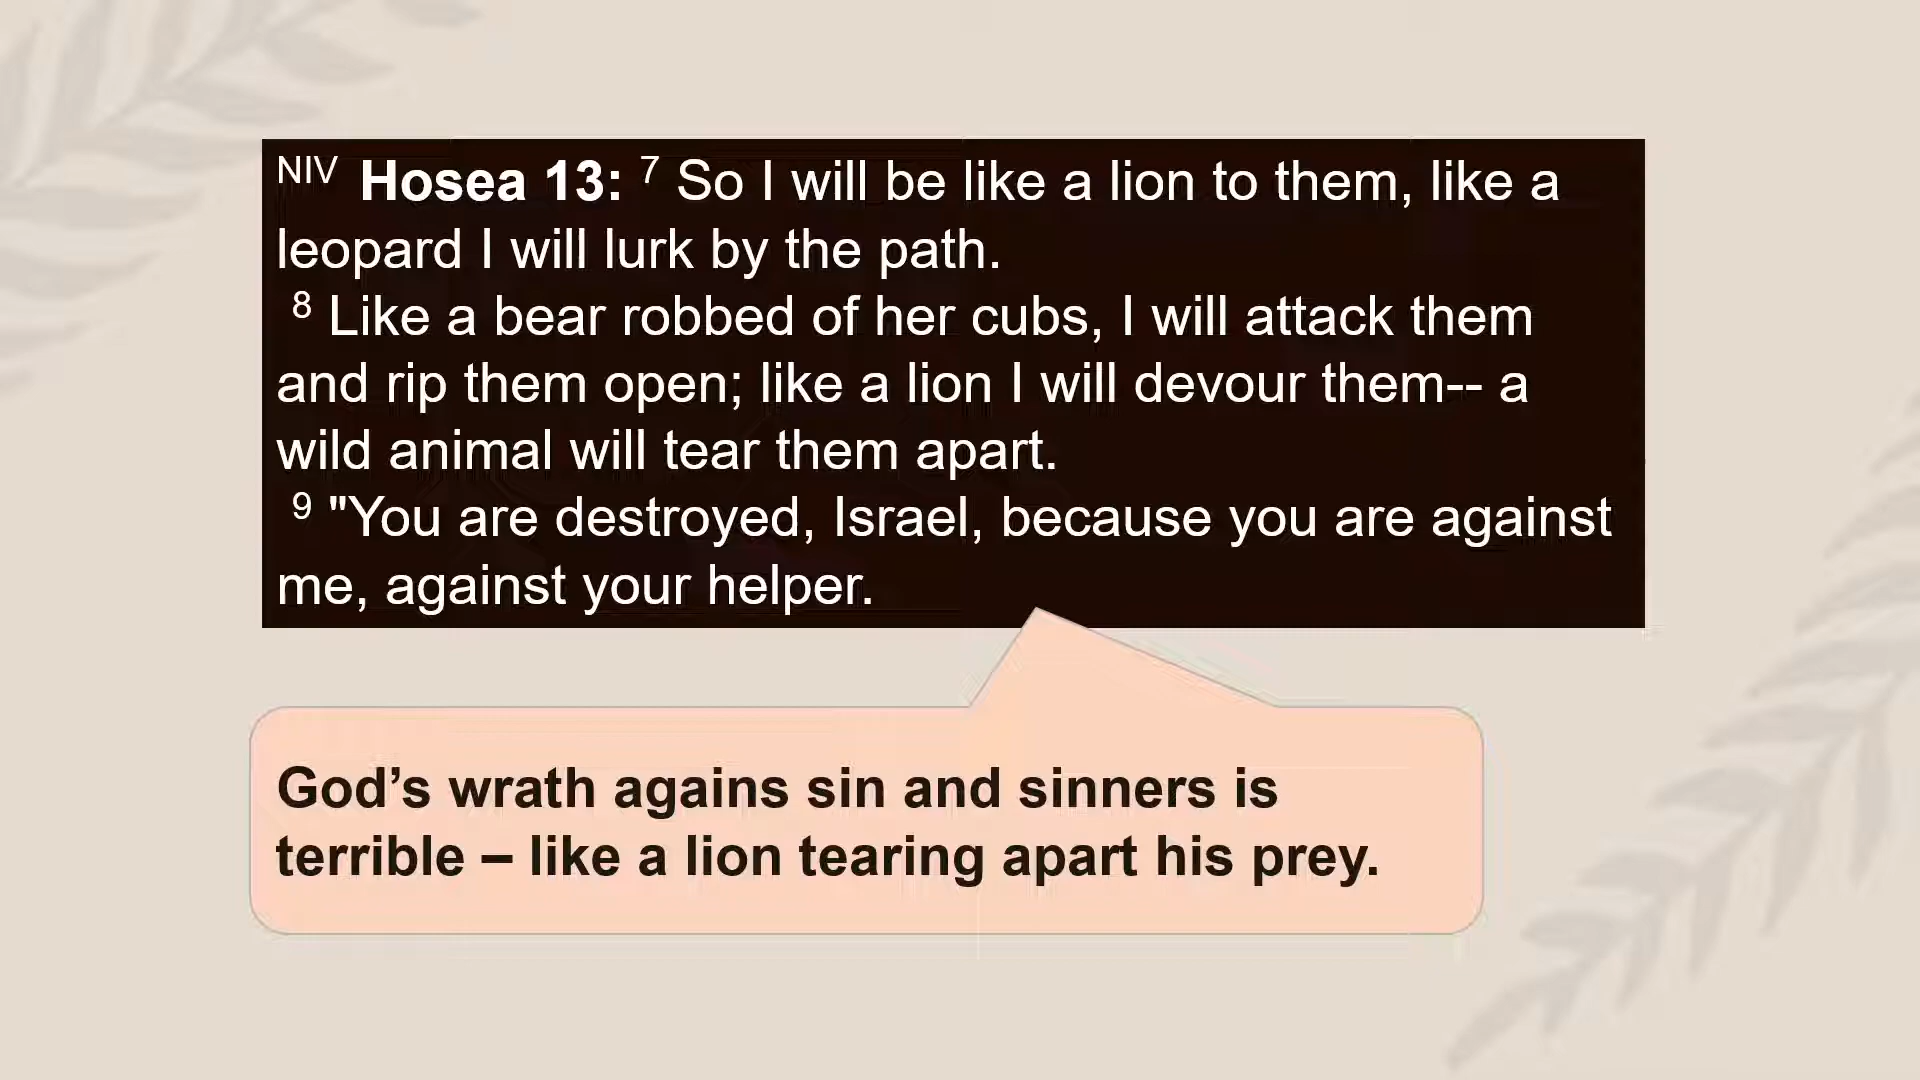 NIV Hosea 13: 7 So I will be like a lion to them, like a
leopard I will lurk by the path.
8 Like a bear robbed of her cubs, I will attack them
and rip them open; like a lion I will devour them-- a
wild animal will tear them apart.
9 "You are destroyed, Israel, because you are against
me, against your helper.
God’s wrath agains sin and sinners is
terrible – like a lion tearing apart his prey.